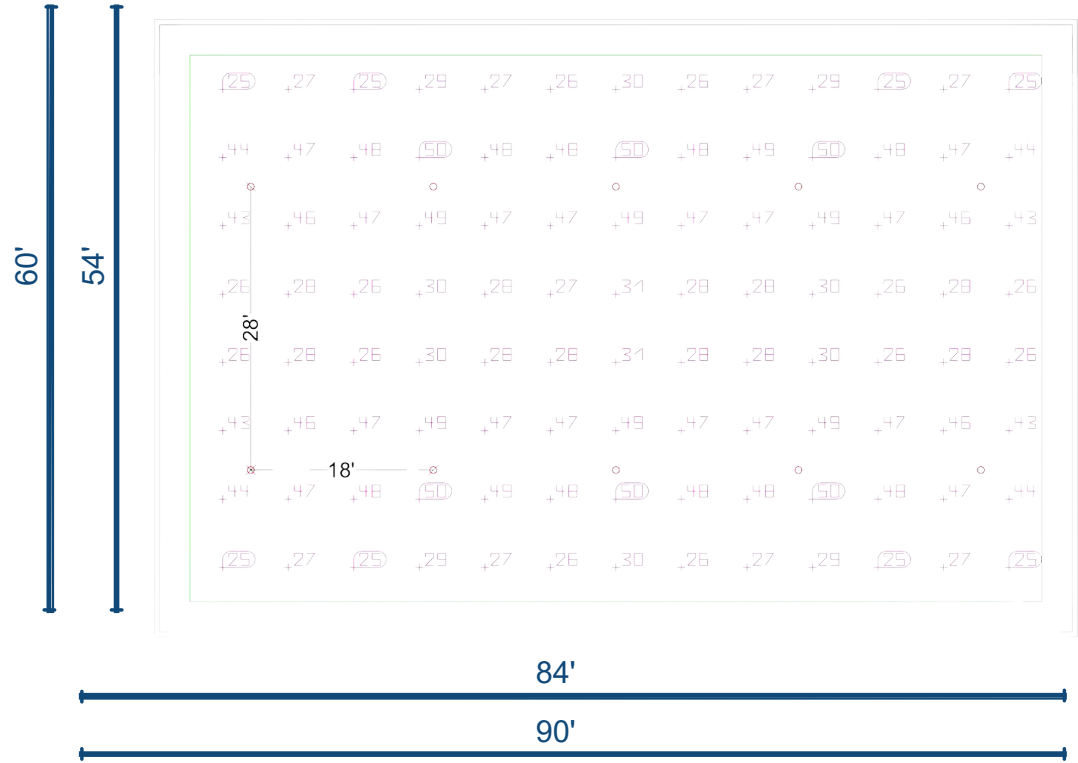 25 27 25 29 27 26 30 26 27 29 25 27 25
44 47 48 50 48 48 50 48 49 50 48 47 44
43 46 47 49 47 47 49 47 47 49 47 46 43
26 28 26 30 28 27 31 28 28 30 26 28 26
28'
26 28 26 30 28 28 31 28 28 30 26 28 26
43 46 47 49 47 47 49 47 47 49 47 46 43
18'
44 47 48 50 49 48 50 48 48 50 48 47 44
25 27 25 29 27 26 30 26 27 29 25 27 25
60'
54'
84'
90'